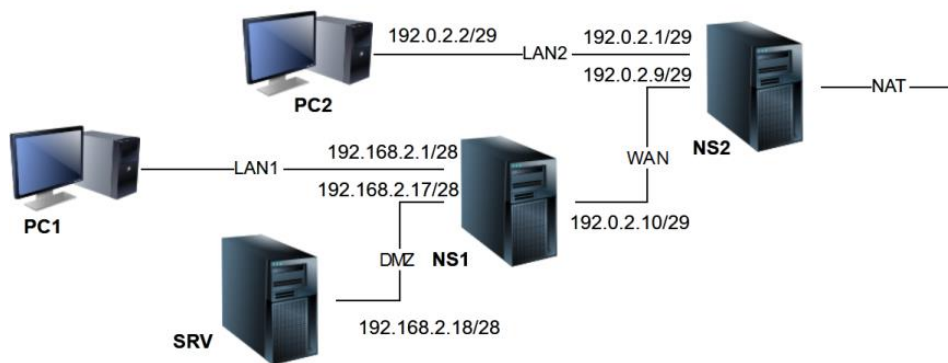 192.0.2.2/29
LAN2
192.0.2.1/29
192.0.2.9/29
NAT
PC2
NS2
WAN
LAN1
192.168.2.1/28
192.168.2.17/28
192.0.2.10/29
PC1
DMZ
NS1
192.168.2.18/28
SRV